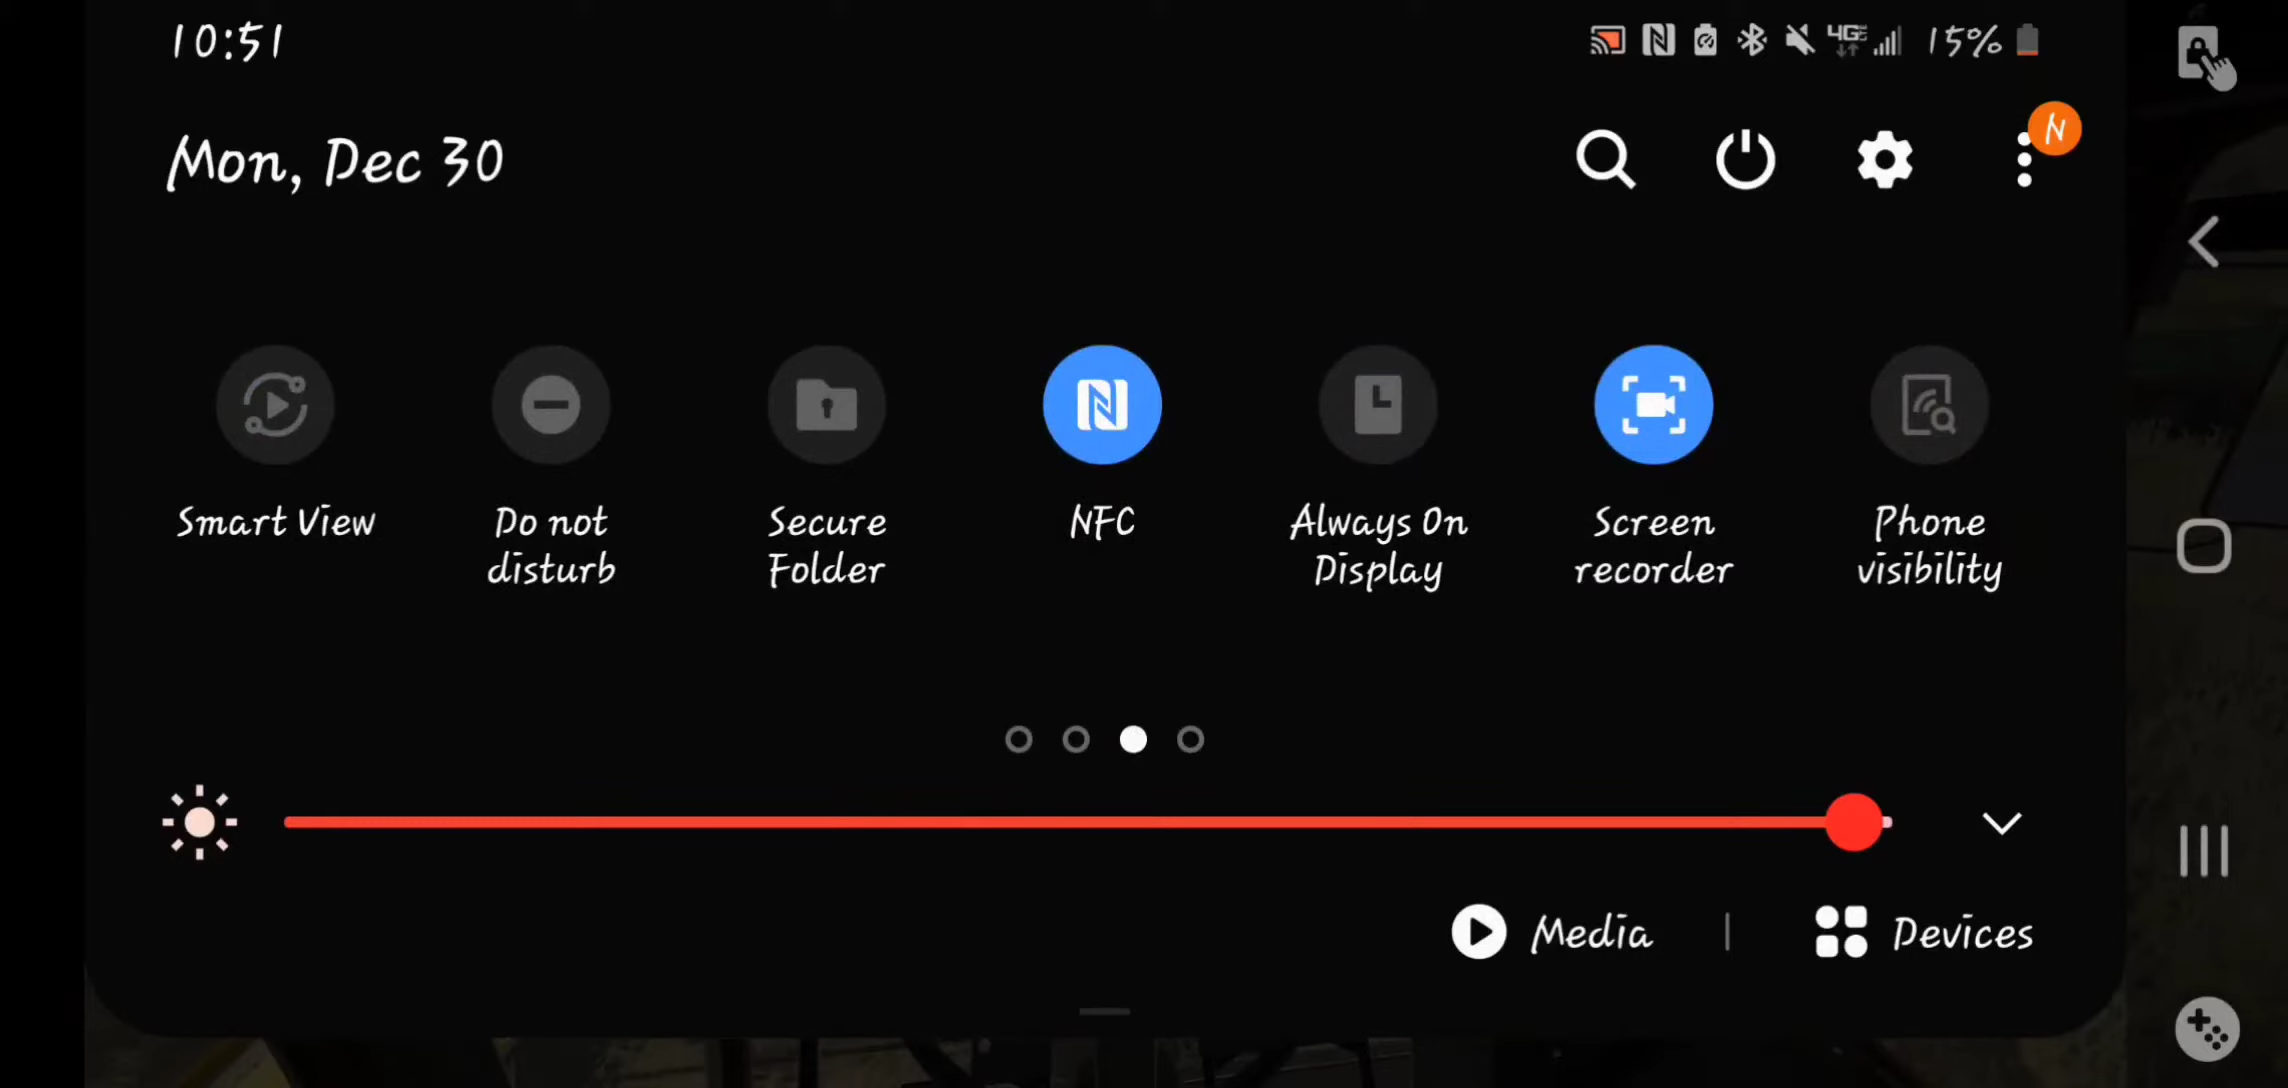 10:51
4G 15%
Mon, Dec 30
N
Smart View
Do not
disturb
Secure
Folder
NFC
Always On
Display
Screen
recorder
Phone
visibility
Media | Devices